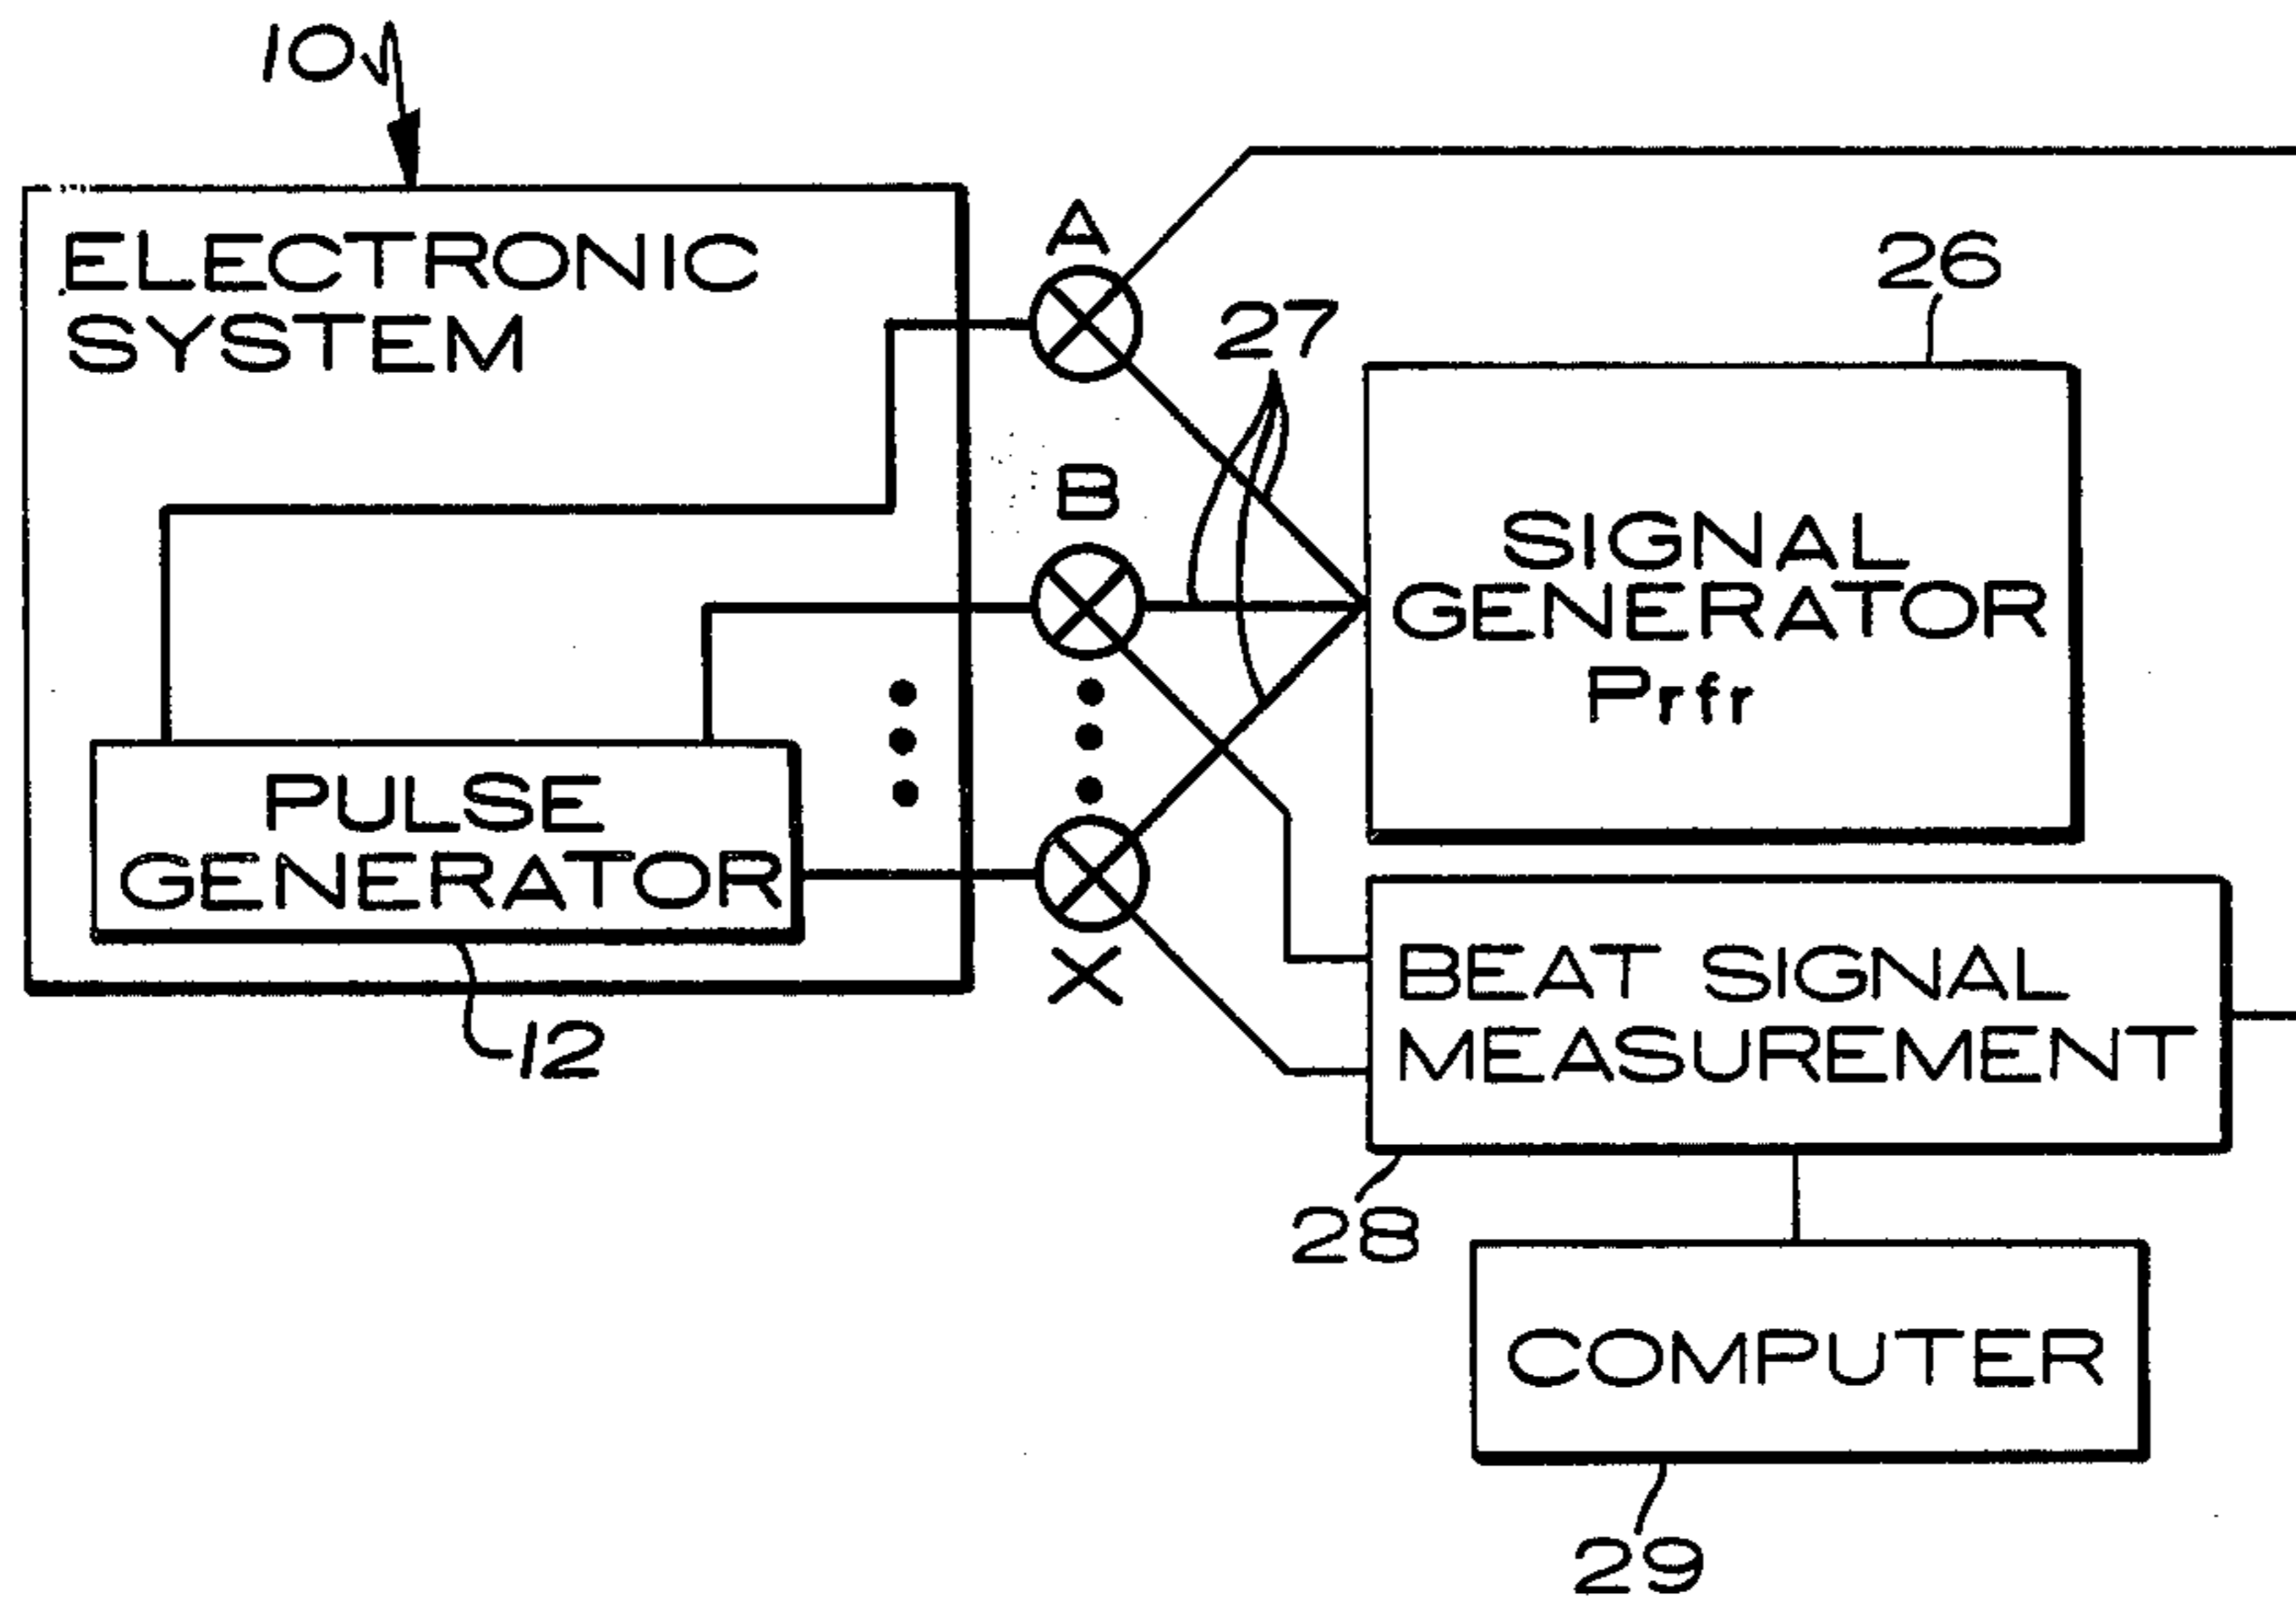 10
ELECTRONIC
SYSTEM
A
27
26
B
SIGNAL
GENERATOR
Prfr
PULSE
GENERATOR
X
12
BEAT SIGNAL
MEASUREMENT
28
COMPUTER
29